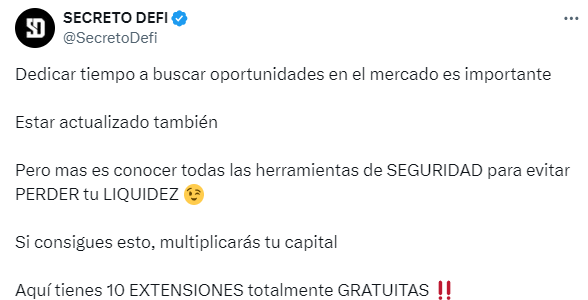 SECRETO DEFI
@SecretoDefi
Dedicar tiempo a buscar oportunidades en el mercado es importante
Estar actualizado también
Pero mas es conocer todas las herramientas de SEGURIDAD para evitar
PERDER tu LIQUIDEZ 😉
Si consigues esto, multiplicarás tu capital
Aquí tienes 10 EXTENSIONES totalmente GRATUITAS ‼️